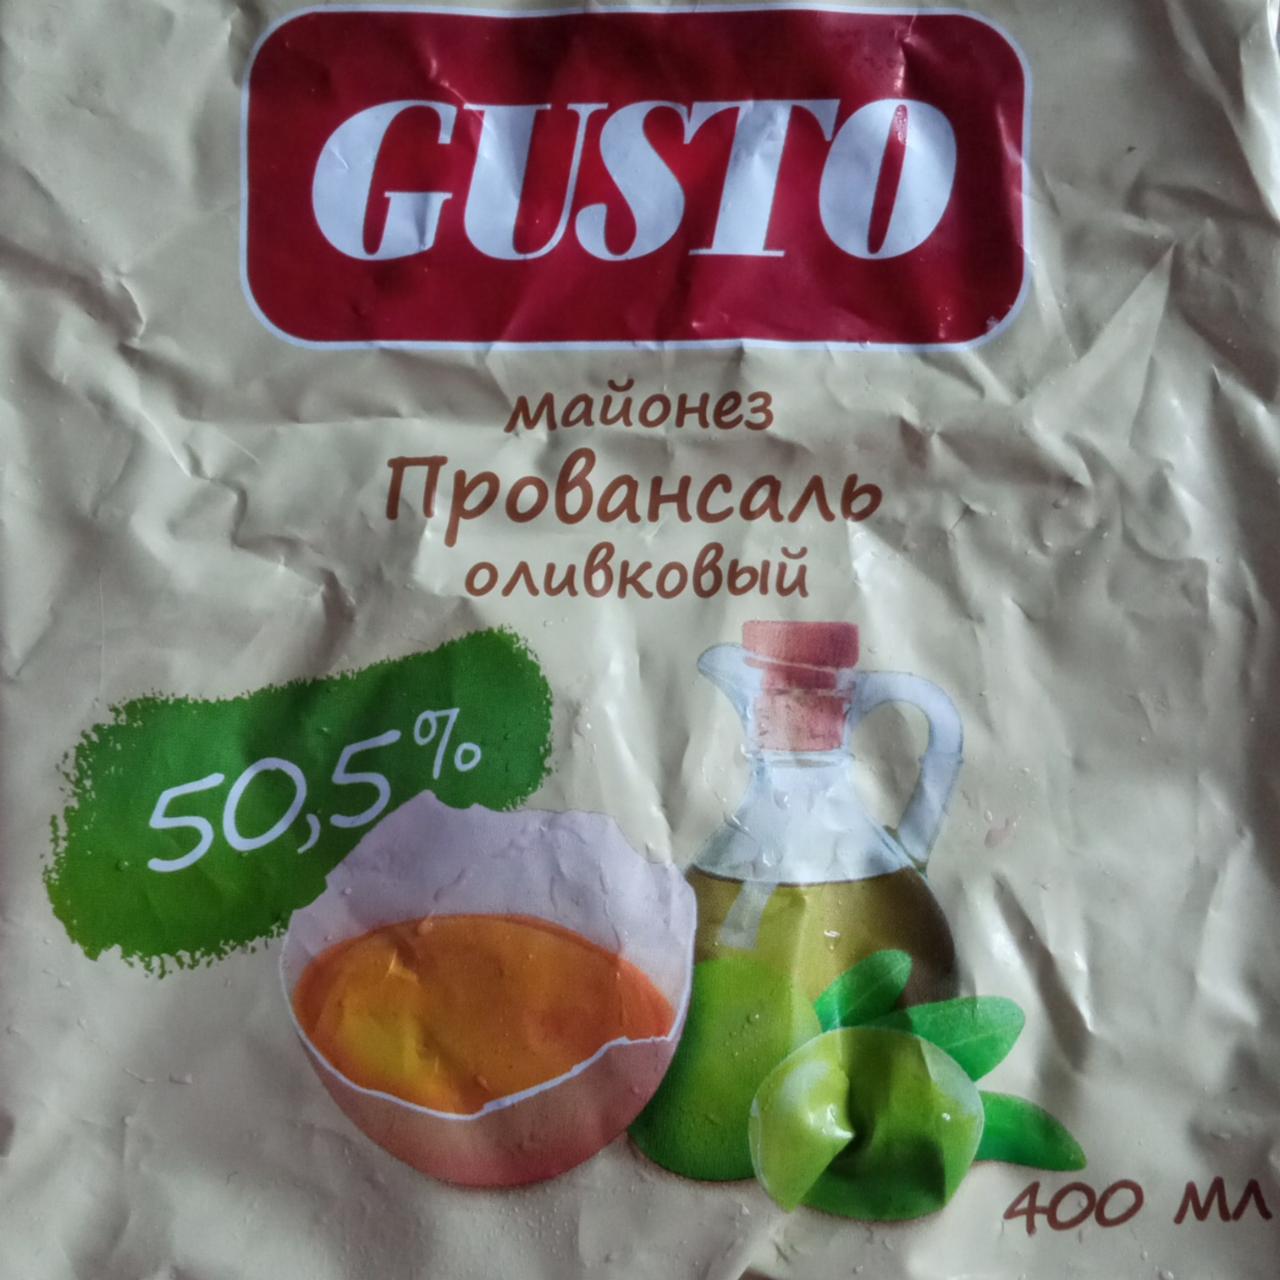 GUSTO
майонез
Провансаль
оливковый
50,5%
400 мл